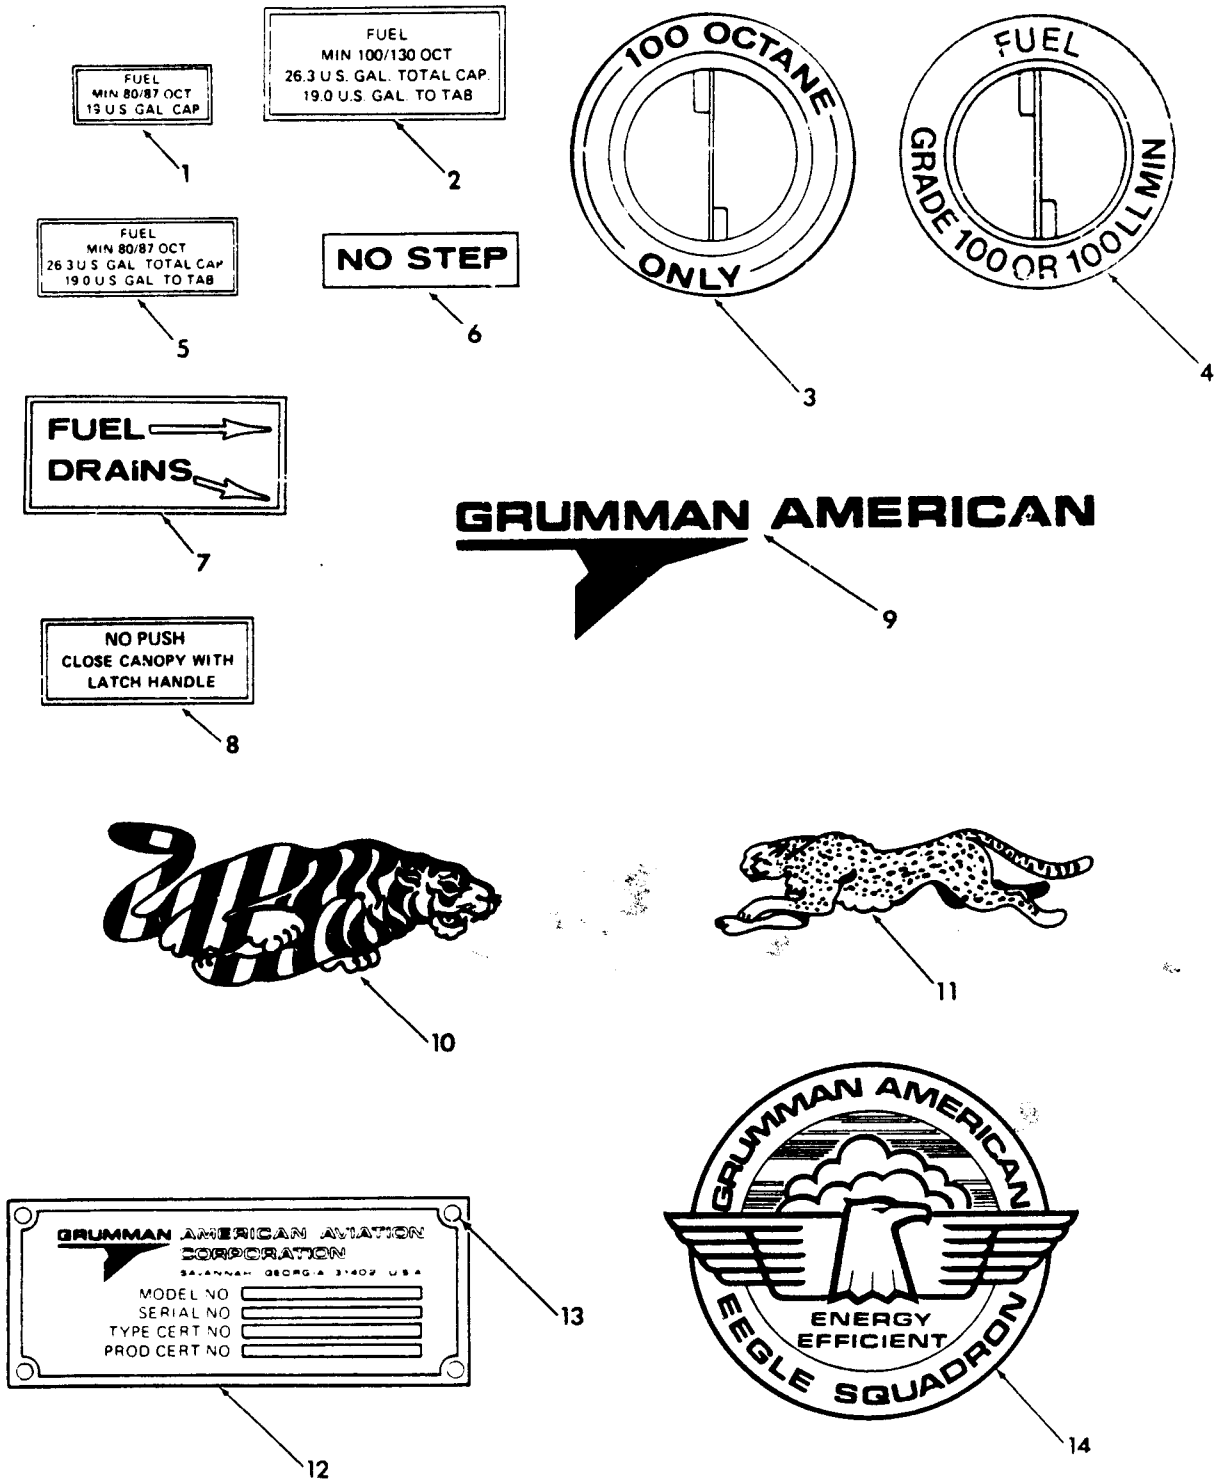 FUEL
MIN 80/87 OCT
19 U S GAL CAP
1
FUEL
MIN 100/130 OCT
26.3 U.S. GAL. TOTAL CAP.
19.0 U.S. GAL. TO TAB
2
100 OCTANE
ONLY
3
FUEL
GRADE 100 OR 100 LL MIN
4
FUEL
MIN 80/87 OCT
26 3 U S GAL TOTAL CAP
19 0 U S GAL TO TAB
5
NO STEP
6
FUEL
DRAiNS
7
GRUMMAN AMERICAN
9
NO PUSH
CLOSE CANOPY WITH
LATCH HANDLE
8
10
11
GRUMMAN AMERICAN AVIATION
CORPORATION
SAVANNAH GEORGIA 31402 U S A
MODEL NO
SERIAL NO
TYPE CERT NO
PROD CERT NO
12
13
GRUMMAN AMERICAN
ENERGY
EFFICIENT
EEGLE SQUADRON
14